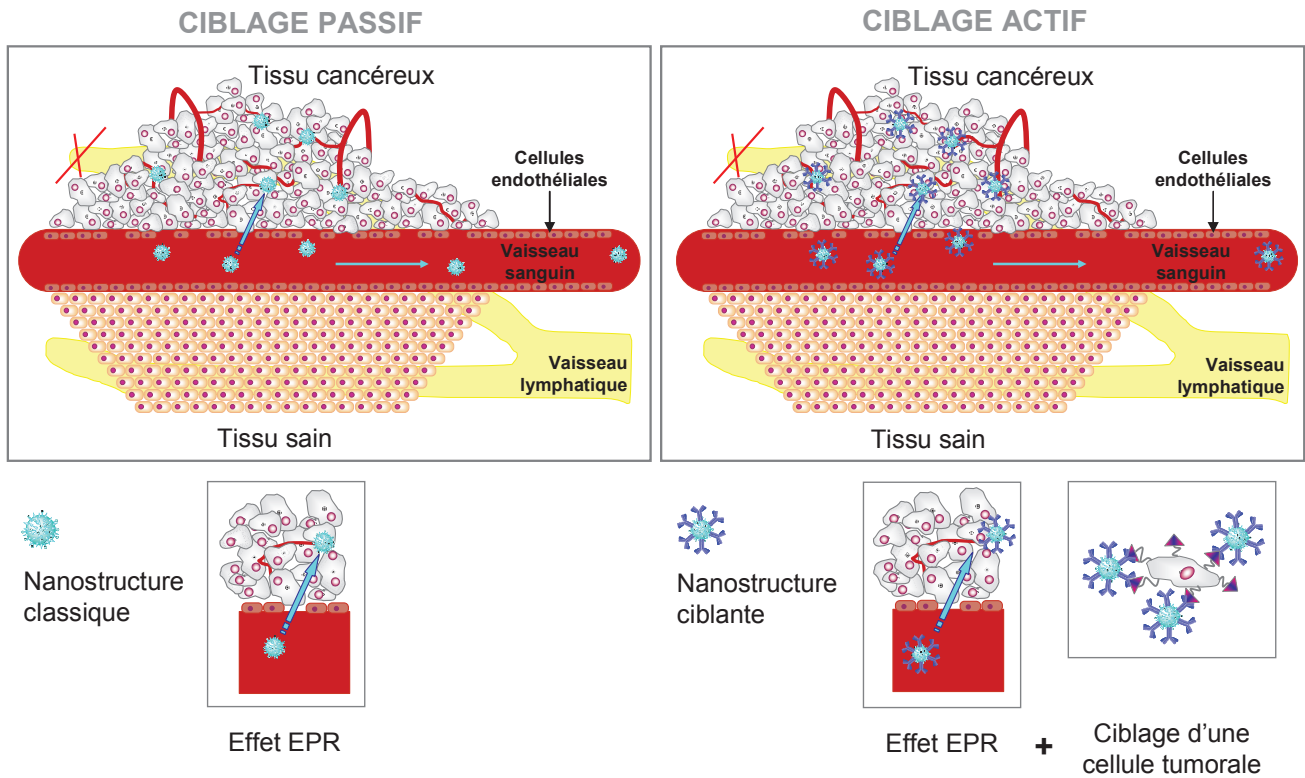 CIBLAGE PASSIF
Tissu cancéreux
Cellules
endothéliales
Vaisseau
sanguin
Vaisseau
lymphatique
Tissu sain
Nanostructure
classique
Effet EPR
CIBLAGE ACTIF
Tissu cancéreux
Cellules
endothéliales
Vaisseau
sanguin
Vaisseau
lymphatique
Tissu sain
Nanostructure
ciblante
Effet EPR
+
Ciblage d'une
cellule tumorale